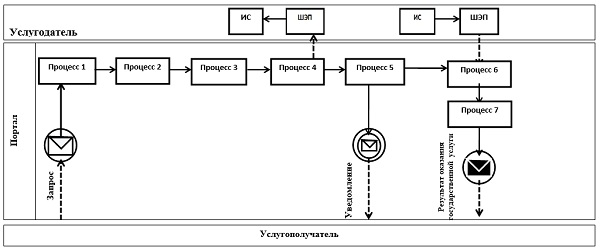 ИС
ШЭП
ИС
ШЭП
Услугодатель
Портал
Процесс 1
Процесс 2
Процесс 3
Процесс 4
Процесс 5
Процесс 6
Процесс 7
Запрос
Уведомление
Результат оказания
государственной услуги
Услугополучатель